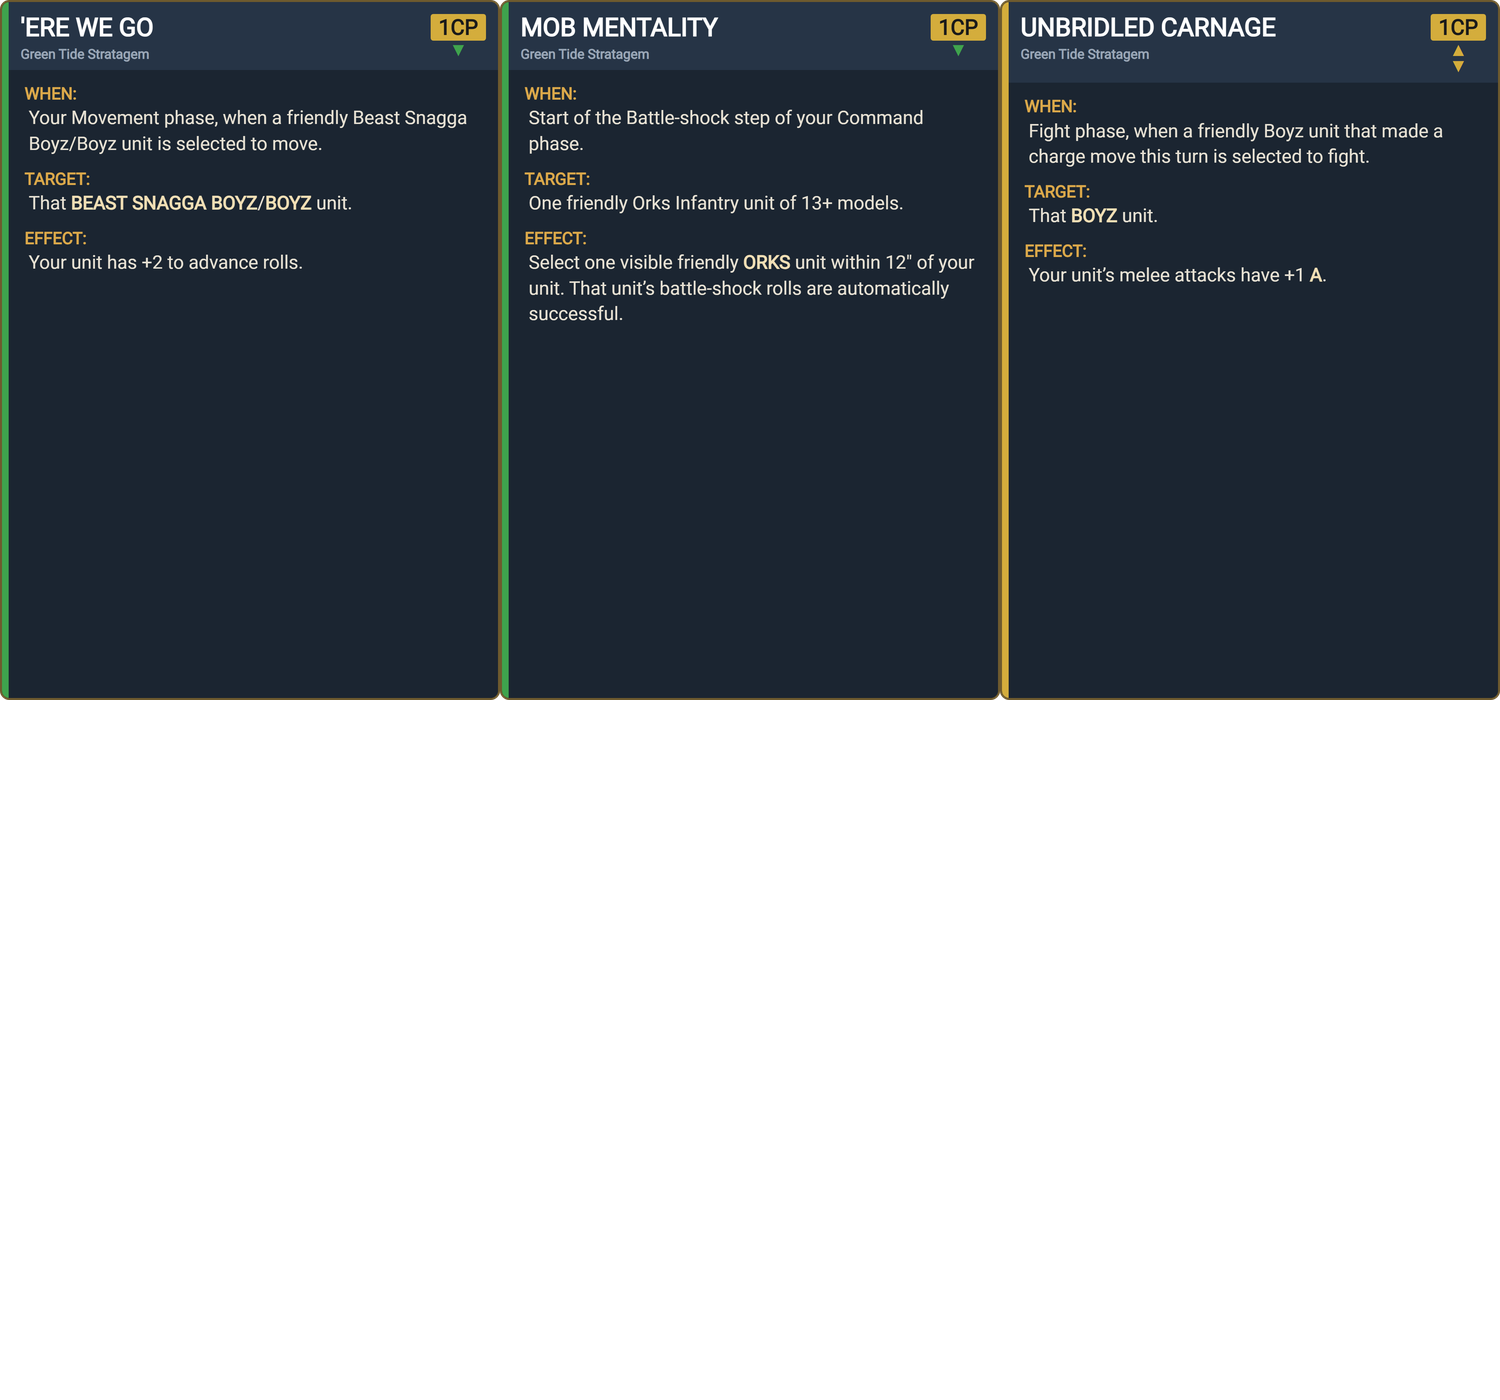 'ERE WE GO
1CP
Green Tide Stratagem
WHEN:
Your Movement phase, when a friendly Beast Snagga
Boyz/Boyz unit is selected to move.
TARGET:
That BEAST SNAGGA BOYZ/BOYZ unit.
EFFECT:
Your unit has +2 to advance rolls.
MOB MENTALITY
1CP
Green Tide Stratagem
WHEN:
Start of the Battle-shock step of your Command
phase.
TARGET:
One friendly Orks Infantry unit of 13+ models.
EFFECT:
Select one visible friendly ORKS unit within 12" of your
unit. That unit’s battle-shock rolls are automatically
successful.
UNBRIDLED CARNAGE
1CP
Green Tide Stratagem
WHEN:
Fight phase, when a friendly Boyz unit that made a
charge move this turn is selected to fight.
TARGET:
That BOYZ unit.
EFFECT:
Your unit’s melee attacks have +1 A.